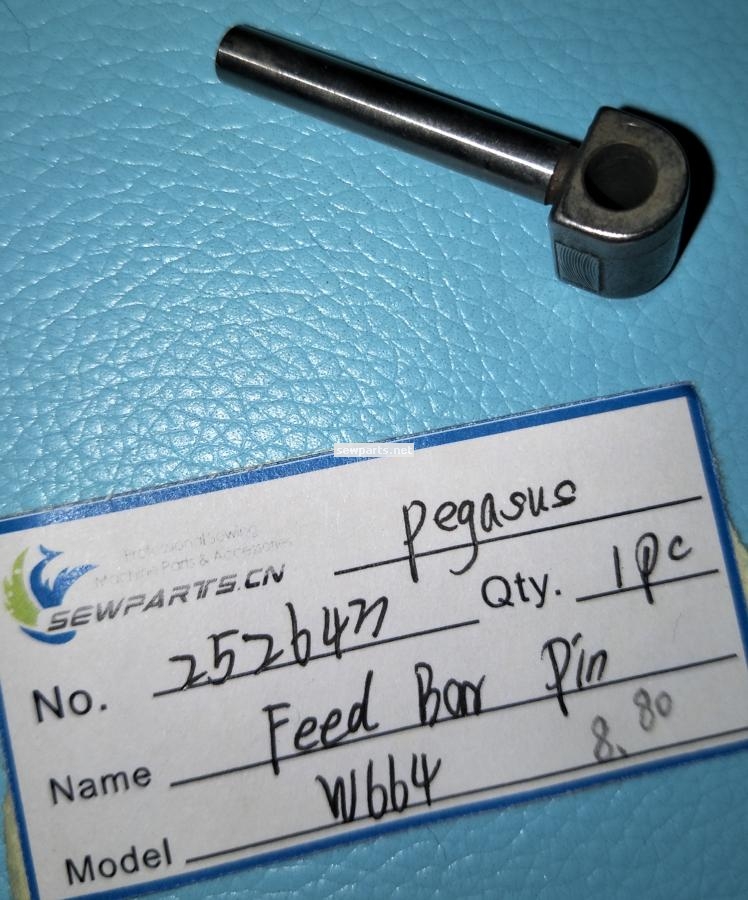 sewparts.net
Pegasus
Professional Sewing
Machine Parts & Accessories
SEWPARTS.CN
Qty. 1pc
No. 25264n
Name Feed Bar Pin
8.80
Model W664